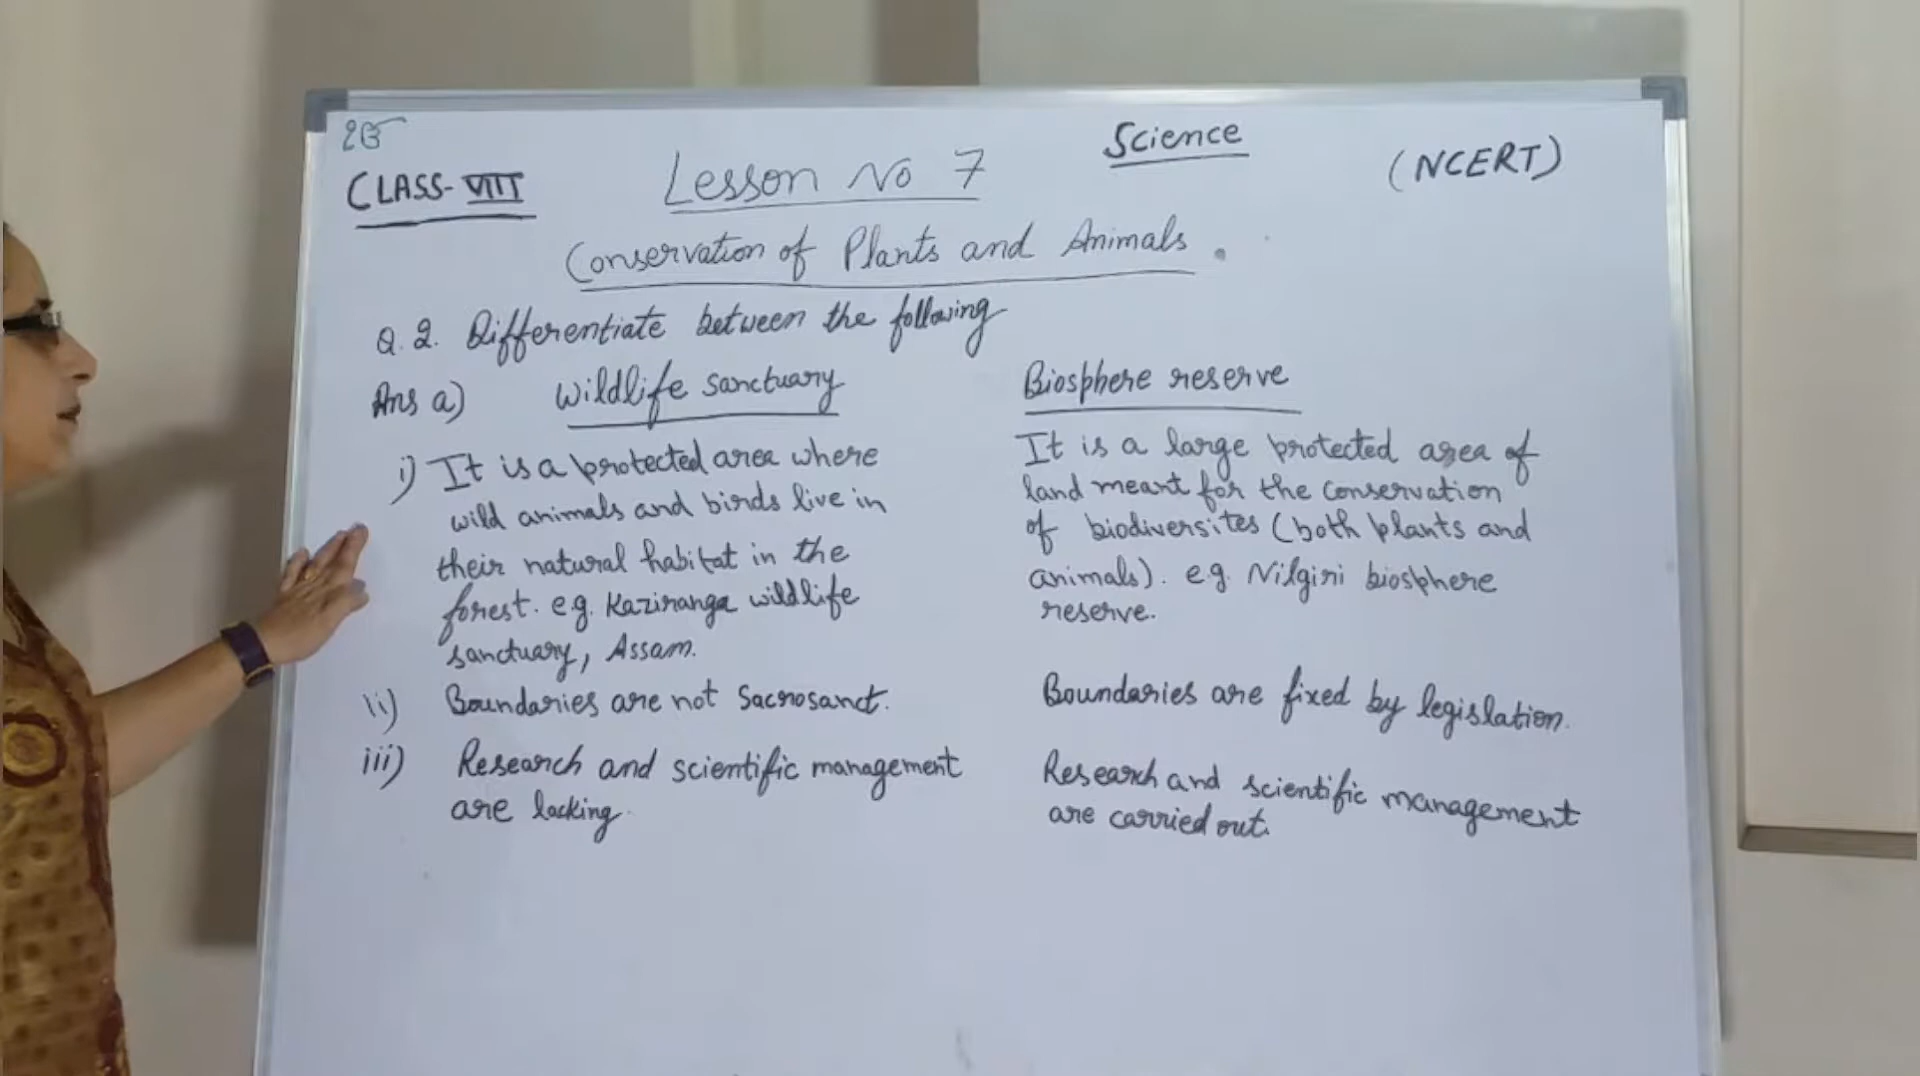 ੴ
Science
CLASS-VIII
Lesson No 7
(NCERT)
Conservation of Plants and Animals.
Q.2. Differentiate between the following
Ans a)
Wildlife sanctuary
i) It is a protected area where
wild animals and birds live in
their natural habitat in the
forest. e.g. Kaziranga wildlife
sanctuary, Assam.
ii) Boundaries are not Sacrosanct.
iii) Research and scientific management
are lacking.
Biosphere reserve
It is a large protected area of
land meant for the conservation
of biodiversites (both plants and
animals). e.g. Nilgiri biosphere
reserve.
Boundaries are fixed by legislation.
Research and scientific management
are carried out.